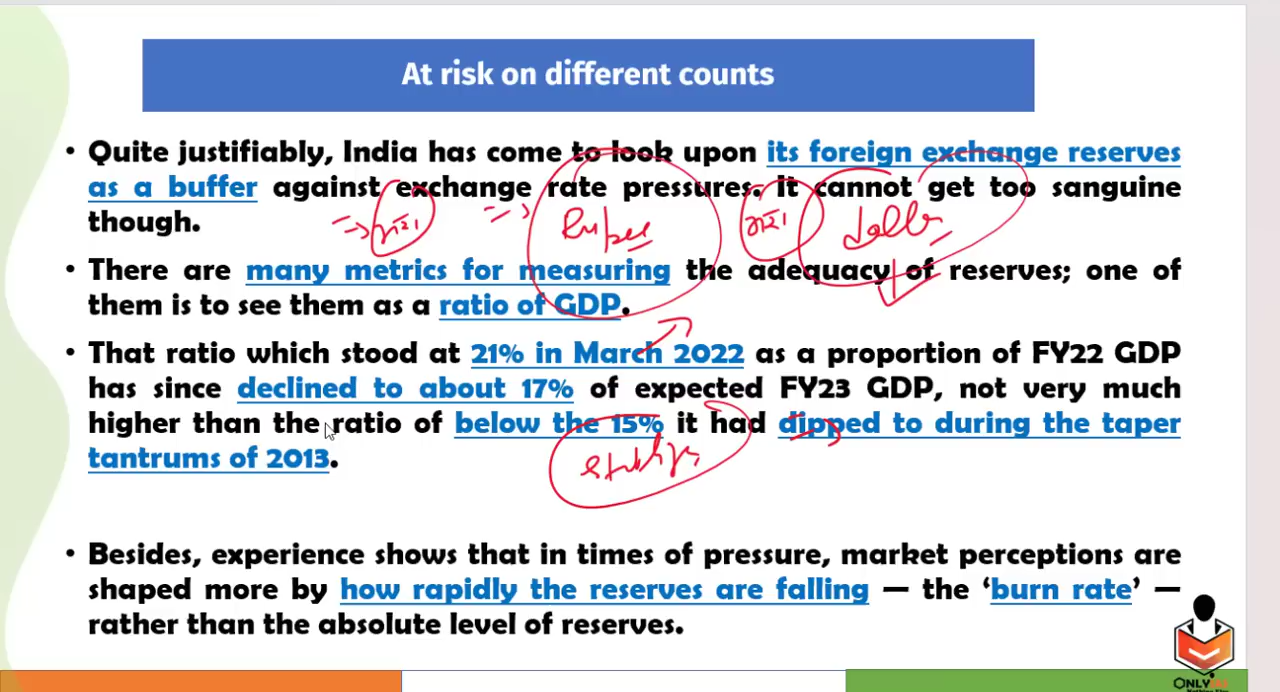 At risk on different counts
• Quite justifiably, India has come to look upon its foreign exchange reserves
as a buffer against exchange rate pressures. It cannot get too sanguine
though.
Rupee
• There are many metrics for measuring the adequacy of reserves; one of
them is to see them as a ratio of GDP.
• That ratio which stood at 21% in March 2022 as a proportion of FY22 GDP
has since declined to about 17% of expected FY23 GDP, not very much
higher than the ratio of below the 15% it had dipped to during the taper
tantrums of 2013.
• Besides, experience shows that in times of pressure, market perceptions are
shaped more by how rapidly the reserves are falling — the ‘burn rate’ —
rather than the absolute level of reserves.